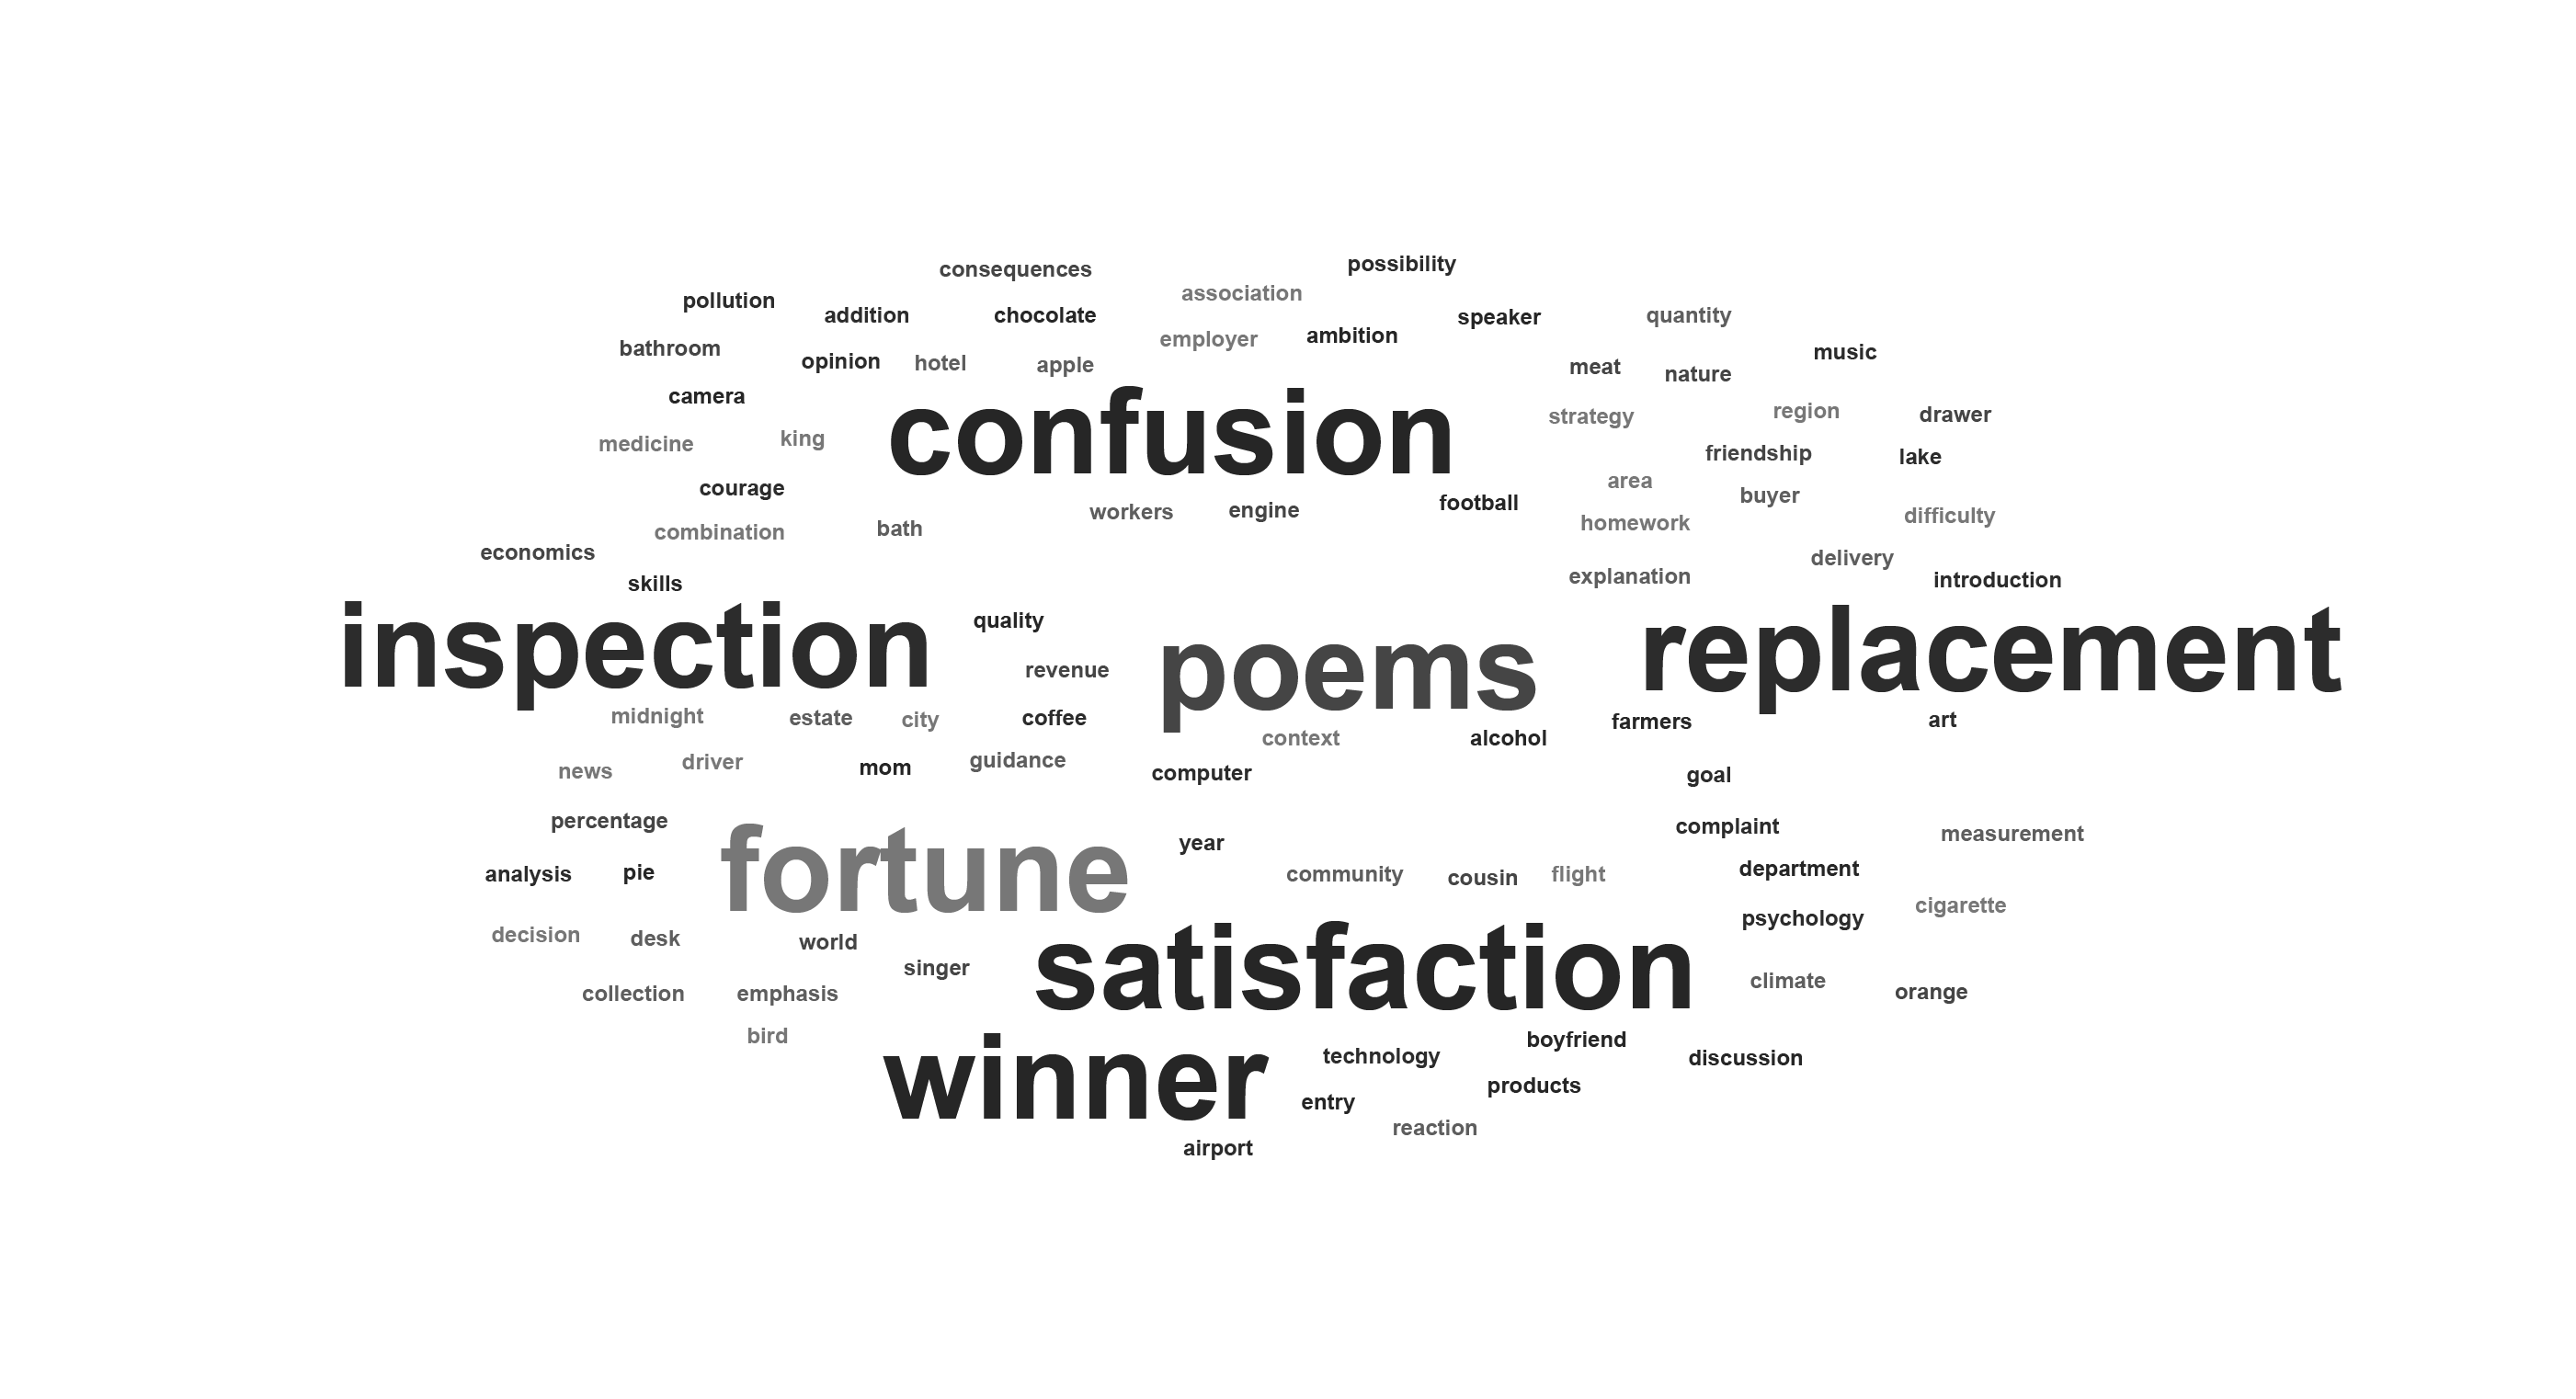 possibility
consequences
association
pollution
addition
chocolate
speaker
quantity
employer
ambition
bathroom
opinion
hotel
apple
music
meat
nature
camera
confusion
strategy
region
drawer
medicine
king
friendship
lake
courage
area
buyer
workers
engine
football
homework
difficulty
combination
bath
economics
delivery
skills
explanation
introduction
inspection
quality
poems
replacement
revenue
midnight
estate
city
coffee
farmers
art
context
alcohol
news
driver
mom
guidance
computer
goal
percentage
complaint
measurement
fortune
year
analysis
pie
community
cousin
flight
department
cigarette
psychology
decision
desk
world
singer
satisfaction
climate
orange
collection
emphasis
bird
boyfriend
winner
technology
discussion
products
entry
reaction
airport